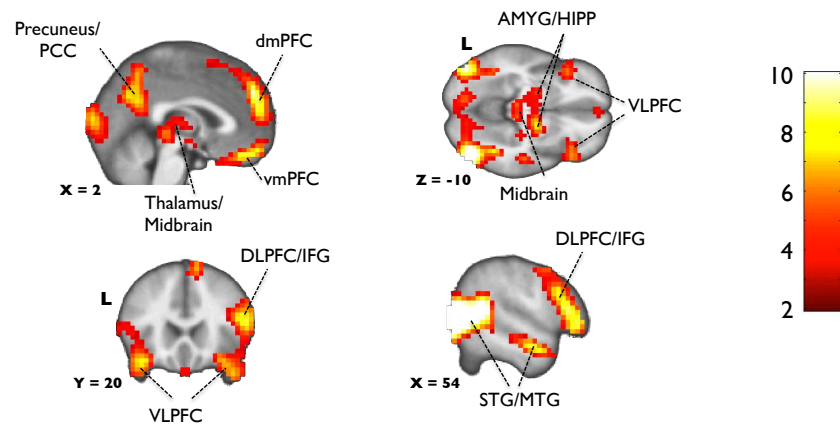 Precuneus/
PCC
dmPFC
vmPFC
X = 2
Thalamus/
Midbrain
AMYG/HIPP
L
VLPFC
Z = -10
Midbrain
10
8
6
4
2
DLPFC/IFG
L
Y = 20
VLPFC
DLPFC/IFG
X = 54
STG/MTG